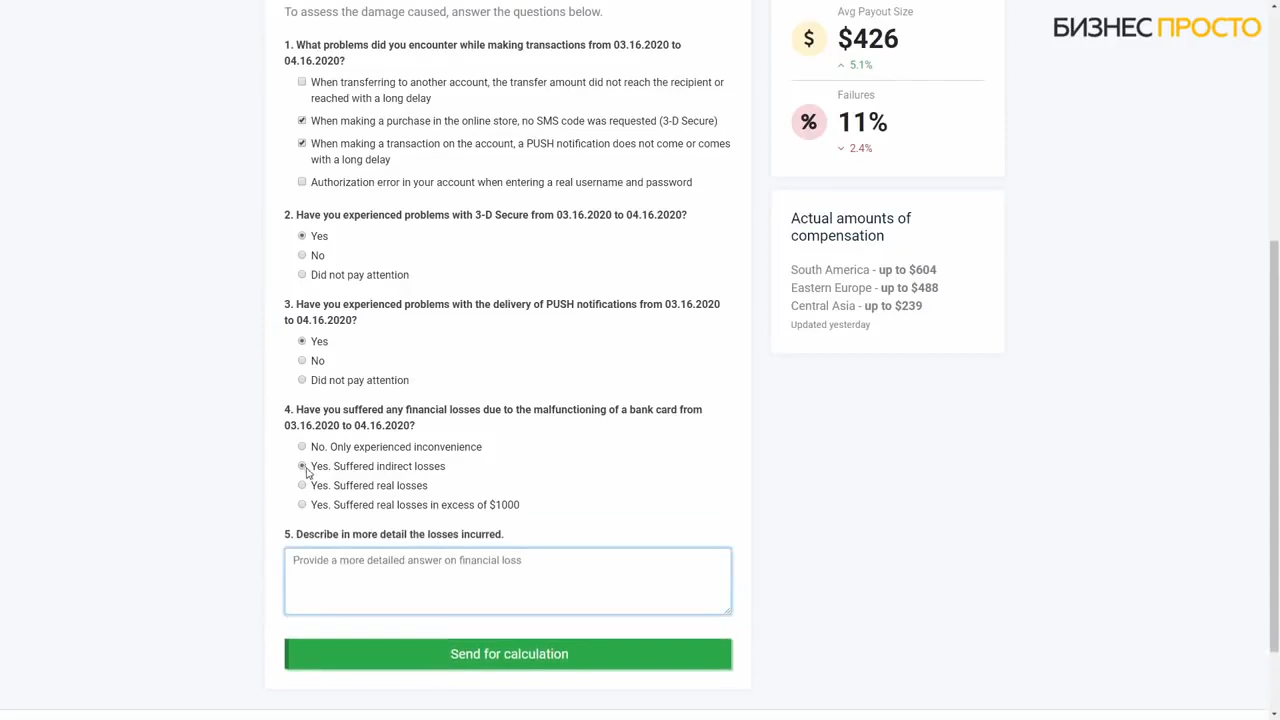 To assess the damage caused, answer the questions below.
1. What problems did you encounter while making transactions from 03.16.2020 to
04.16.2020?
When transferring to another account, the transfer amount did not reach the recipient or
reached with a long delay
When making a purchase in the online store, no SMS code was requested (3-D Secure)
When making a transaction on the account, a PUSH notification does not come or comes
with a long delay
Authorization error in your account when entering a real username and password
2. Have you experienced problems with 3-D Secure from 03.16.2020 to 04.16.2020?
Yes
No
Did not pay attention
3. Have you experienced problems with the delivery of PUSH notifications from 03.16.2020
to 04.16.2020?
Yes
No
Did not pay attention
4. Have you suffered any financial losses due to the malfunctioning of a bank card from
03.16.2020 to 04.16.2020?
No. Only experienced inconvenience
Yes. Suffered indirect losses
Yes. Suffered real losses
Yes. Suffered real losses in excess of $1000
5. Describe in more detail the losses incurred.
Provide a more detailed answer on financial loss
Send for calculation
Avg Payout Size
$
$426
5.1%
Failures
%
11%
2.4%
Actual amounts of
compensation
South America - up to $604
Eastern Europe - up to $488
Central Asia - up to $239
Updated yesterday
БИЗНЕС ПРОСТО